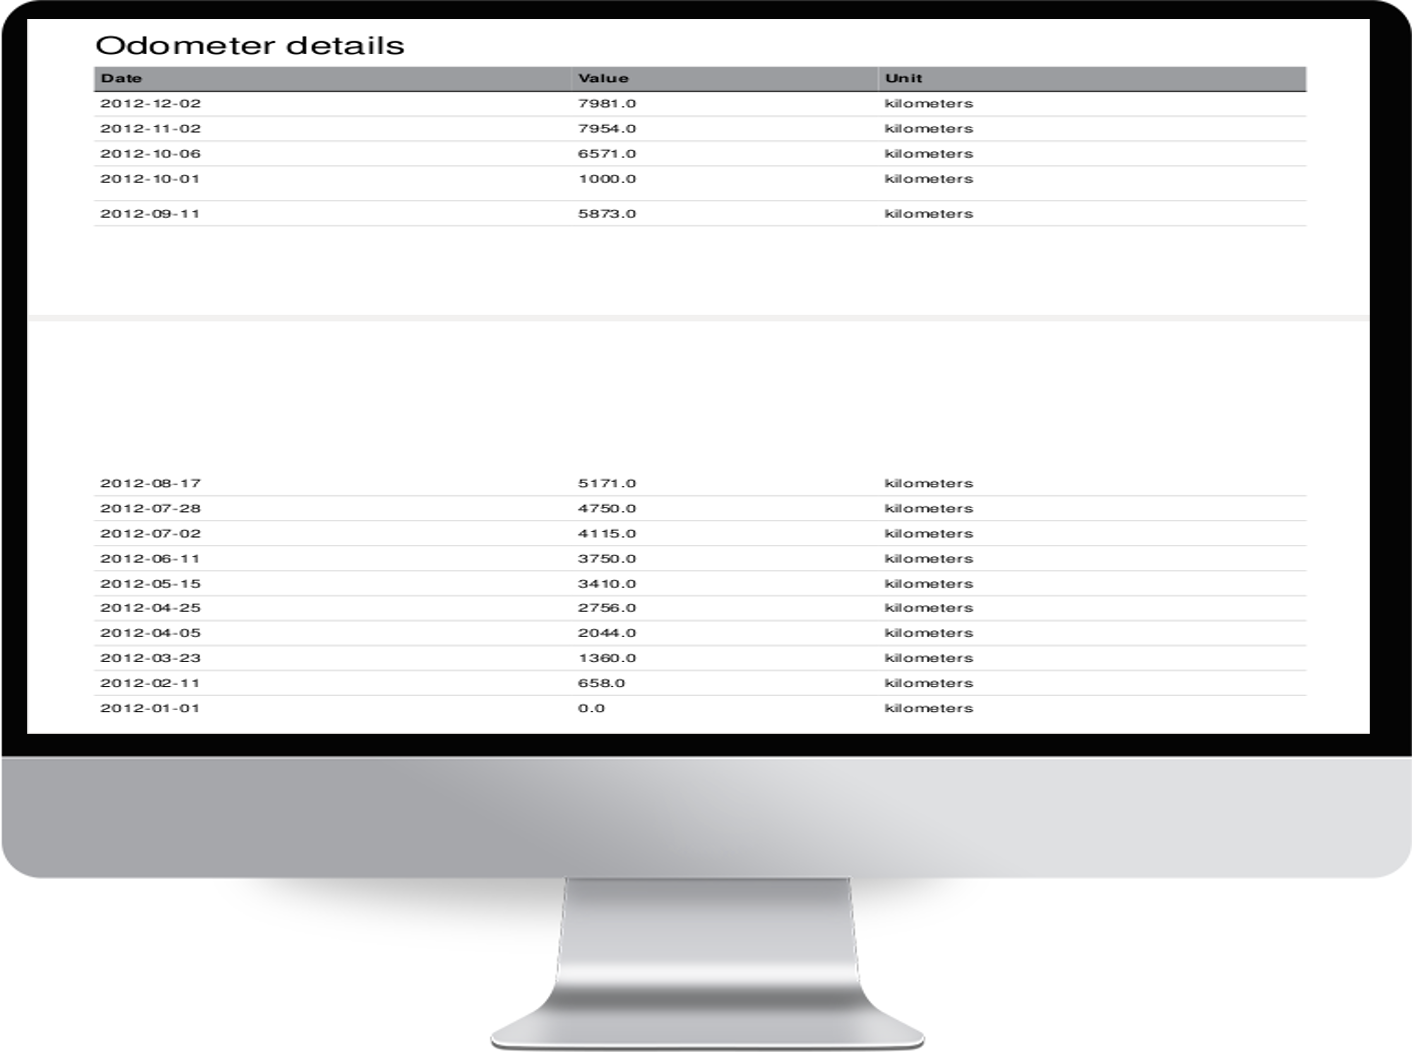 Odometer details
Date Value Unit
2012-12-02 7981.0 kilometers
2012-11-02 7954.0 kilometers
2012-10-06 6571.0 kilometers
2012-10-01 1000.0 kilometers
2012-09-11 5873.0 kilometers
2012-08-17 5171.0 kilometers
2012-07-28 4750.0 kilometers
2012-07-02 4115.0 kilometers
2012-06-11 3750.0 kilometers
2012-05-15 3410.0 kilometers
2012-04-25 2756.0 kilometers
2012-04-05 2044.0 kilometers
2012-03-23 1360.0 kilometers
2012-02-11 658.0 kilometers
2012-01-01 0.0 kilometers